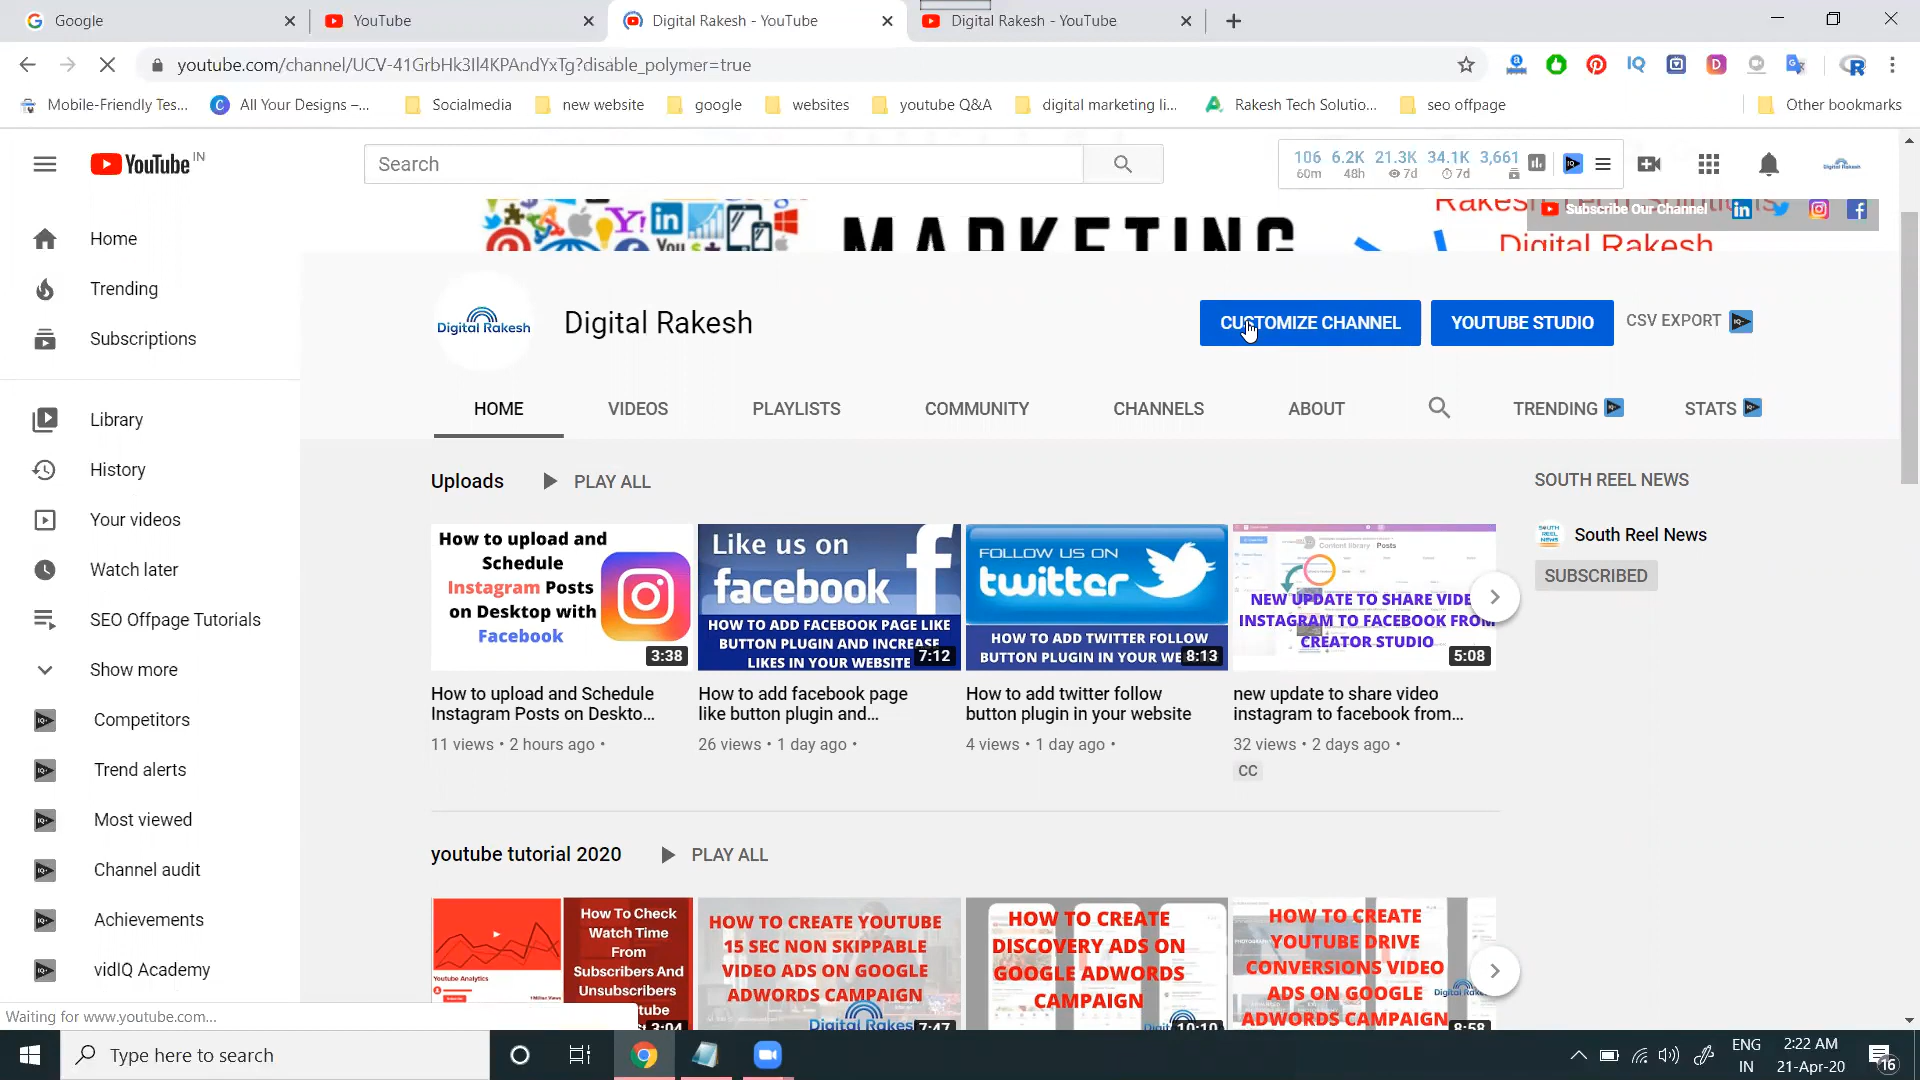 Google
YouTube
Digital Rakesh - YouTube
Digital Rakesh - YouTube
youtube.com/channel/UCV-41GrbHk3Il4KPAndYxTg?disable_polymer=true
Mobile-Friendly Tes...
All Your Designs –...
Socialmedia
new website
google
websites
youtube Q&A
digital marketing li...
Rakesh Tech Solutio...
seo offpage
Other bookmarks
YouTube IN
Search
106 6.2K 21.3K 34.1K 3,661
60m 48h 7d 7d
MARKETING
Rakesh Tech Solutions
Subscribe Our Channel
Digital Rakesh
Home
Trending
Subscriptions
Library
History
Your videos
Watch later
SEO Offpage Tutorials
Show more
Competitors
Trend alerts
Most viewed
Channel audit
Achievements
vidIQ Academy
Digital Rakesh
Digital Rakesh
CUSTOMIZE CHANNEL
YOUTUBE STUDIO
CSV EXPORT
HOME
VIDEOS
PLAYLISTS
COMMUNITY
CHANNELS
ABOUT
TRENDING
STATS
Uploads
PLAY ALL
How to upload and
Schedule
Instagram Posts
on Desktop with
Facebook
3:38
Like us on
facebook
HOW TO ADD FACEBOOK PAGE LIKE
BUTTON PLUGIN AND INCREASE
LIKES IN YOUR WEBSITE
7:12
FOLLOW US ON
twitter
HOW TO ADD TWITTER FOLLOW
BUTTON PLUGIN IN YOUR WE
8:13
Content library Posts
NEW UPDATE TO SHARE VIDE
INSTAGRAM TO FACEBOOK FROM
CREATOR STUDIO
5:08
How to upload and Schedule
Instagram Posts on Deskto...
11 views • 2 hours ago •
How to add facebook page
like button plugin and...
26 views • 1 day ago •
How to add twitter follow
button plugin in your website
4 views • 1 day ago •
new update to share video
instagram to facebook from...
32 views • 2 days ago •
CC
SOUTH REEL NEWS
South Reel News
SUBSCRIBED
youtube tutorial 2020
PLAY ALL
Youtube Analytics
How To Check
Watch Time
From
Subscribers And
Unsubscribers
tube
3:04
HOW TO CREATE YOUTUBE
15 SEC NON SKIPPABLE
VIDEO ADS ON GOOGLE
ADWORDS CAMPAIGN
Digital Rakes
7:47
HOW TO CREATE
DISCOVERY ADS ON
GOOGLE ADWORDS
CAMPAIGN
10:10
HOW TO CREATE
YOUTUBE DRIVE
CONVERSIONS VIDEO
ADS ON GOOGLE
ADWORDS CAMPAIGN
8:58
Waiting for www.youtube.com...
Type here to search
ENG
IN
2:22 AM
21-Apr-20
16